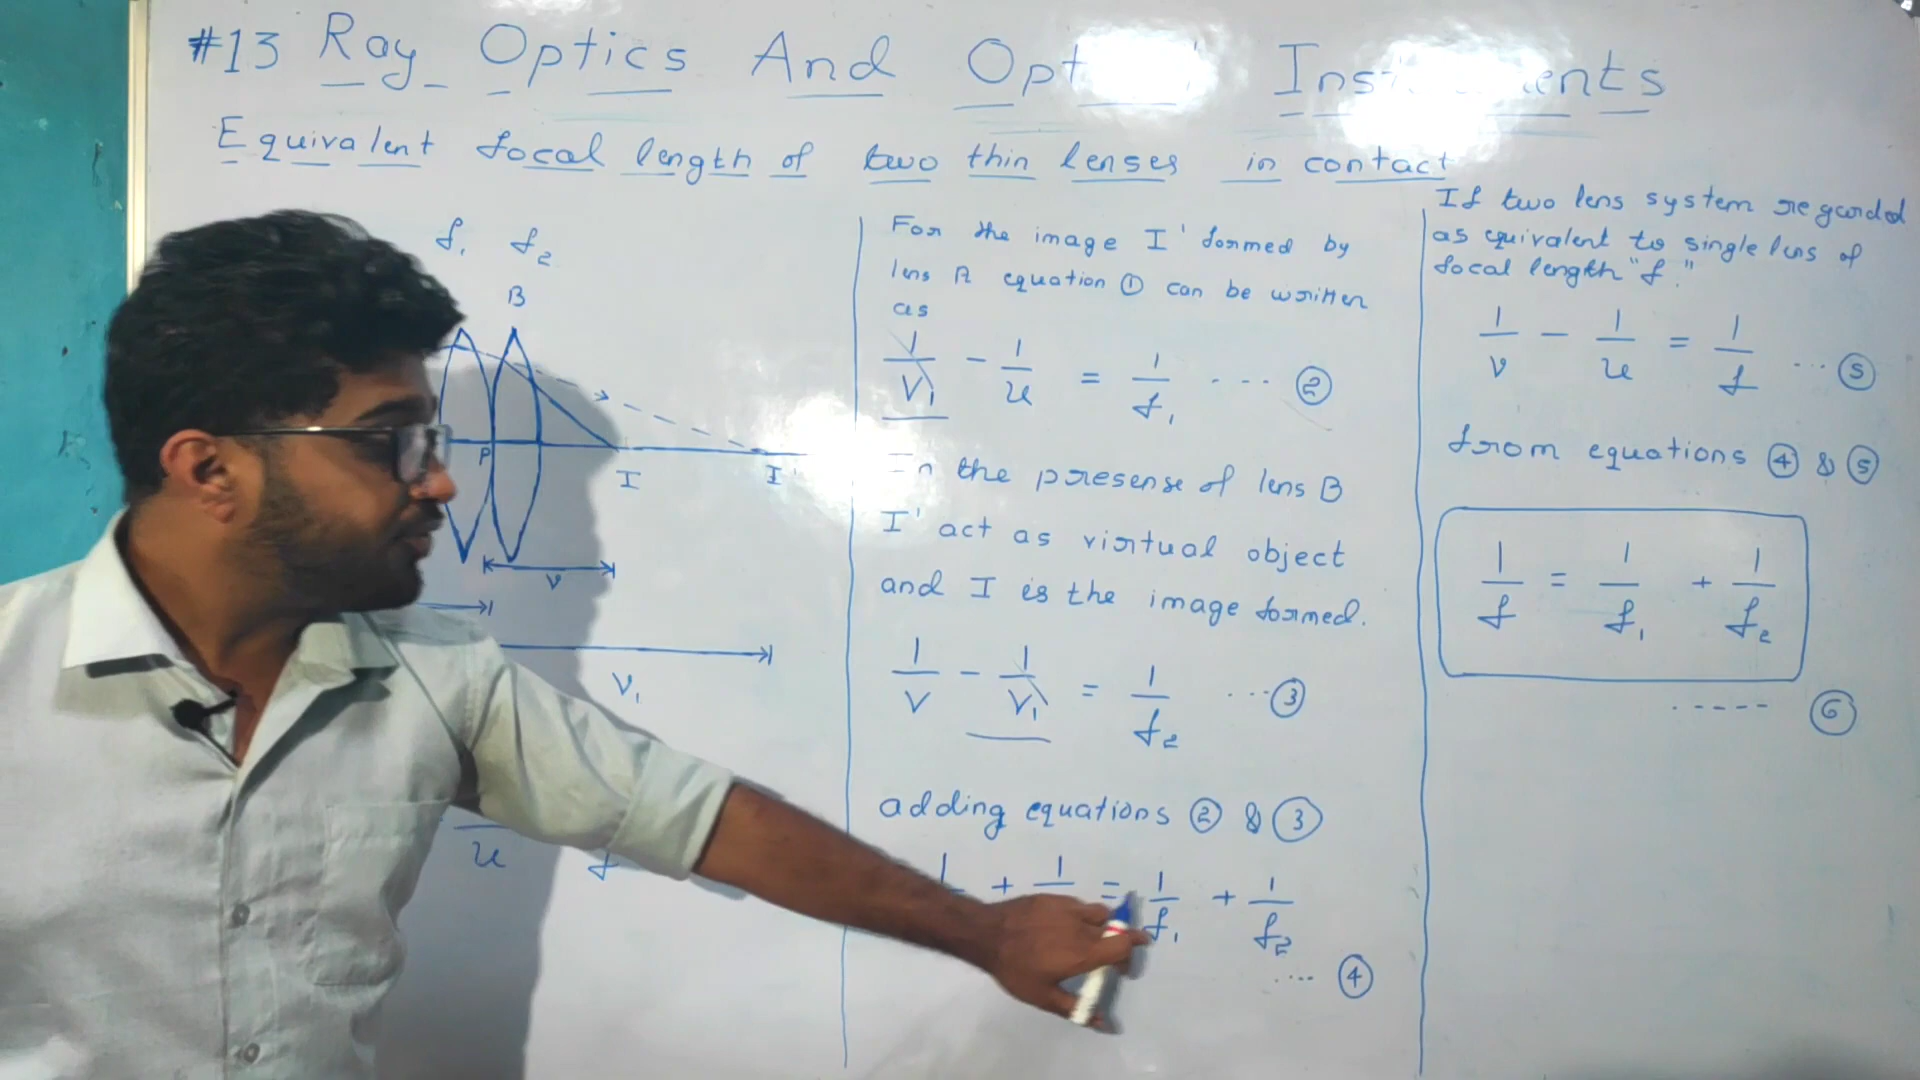 #13 Ray Optics And
Equivalent focal length of two thin lenses in contact
f₁ f₂
B
P
I
I'
v
v₁
u
f
For the image I' formed by
lens A equation ① can be written
as
1/v₁ - 1/u = 1/f₁ ... ②
In the presense of lens B
I' act as virtual object
and I is the image formed.
1/v - 1/v₁ = 1/f₂ ... ③
adding equations ② & ③
+ = 1/f₁ + 1/f₂
.... ④
If two lens system regarded
as equivalent to single lens of
focal length "f."
1/v - 1/u = 1/f ... ⑤
from equations ④ & ⑤
1/f = 1/f₁ + 1/f₂
----- ⑥